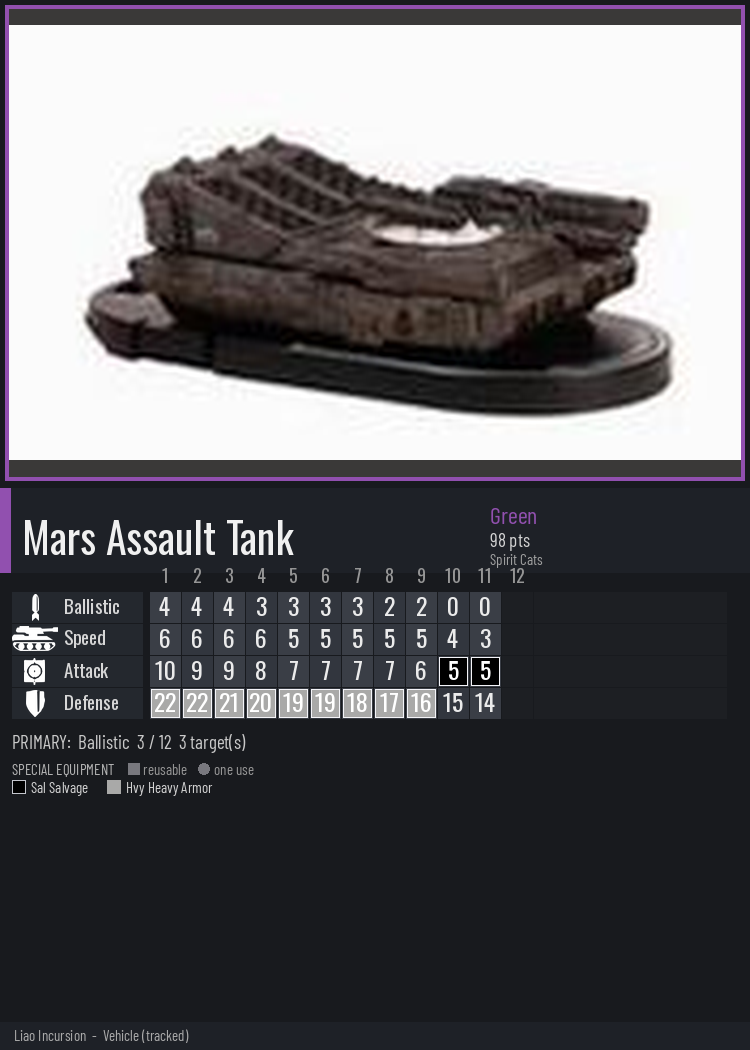 Mars Assault Tank
Green
98 pts
Spirit Cats
1 2 3 4 5 6 7 8 9 10 11 12
Ballistic 4 4 4 3 3 3 3 2 2 0 0
Speed 6 6 6 6 5 5 5 5 5 4 3
Attack 10 9 9 8 7 7 7 7 6 5 5
Defense 22 22 21 20 19 19 18 17 16 15 14
PRIMARY: Ballistic 3 / 12 3 target(s)
SPECIAL EQUIPMENT reusable one use
Sal Salvage Hvy Heavy Armor
Liao Incursion - Vehicle (tracked)